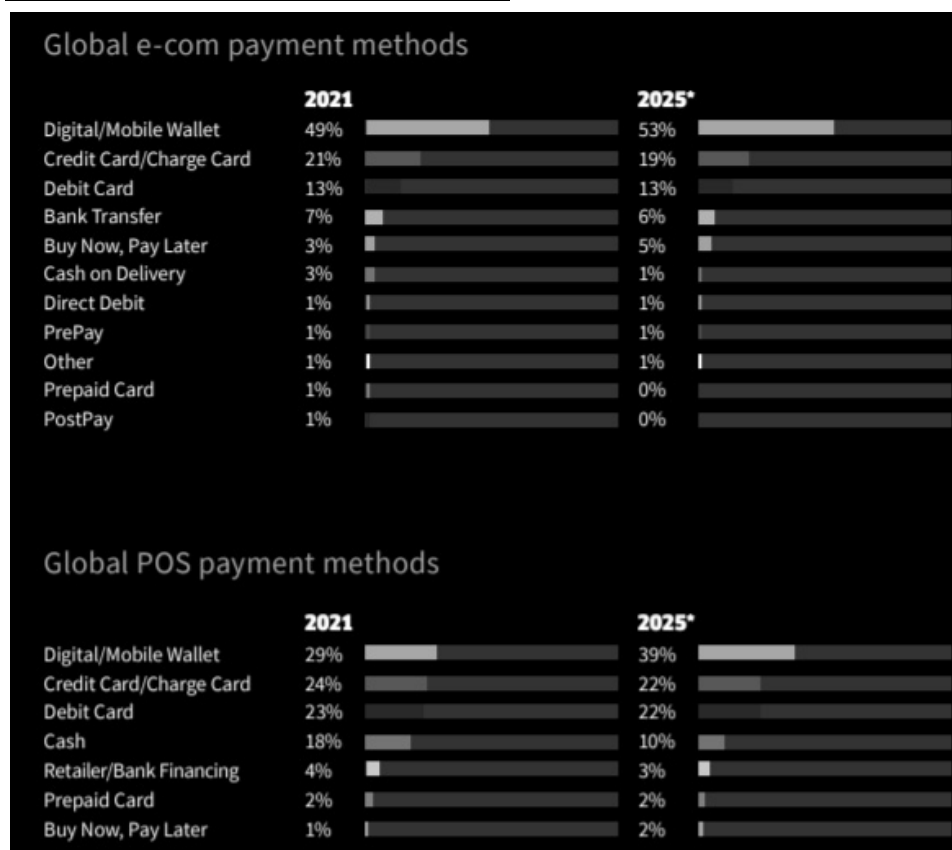 Global e-com payment methods
2021 2025*
Digital/Mobile Wallet 49% 53%
Credit Card/Charge Card 21% 19%
Debit Card 13% 13%
Bank Transfer 7% 6%
Buy Now, Pay Later 3% 5%
Cash on Delivery 3% 1%
Direct Debit 1% 1%
PrePay 1% 1%
Other 1% 1%
Prepaid Card 1% 0%
PostPay 1% 0%
Global POS payment methods
2021 2025*
Digital/Mobile Wallet 29% 39%
Credit Card/Charge Card 24% 22%
Debit Card 23% 22%
Cash 18% 10%
Retailer/Bank Financing 4% 3%
Prepaid Card 2% 2%
Buy Now, Pay Later 1% 2%